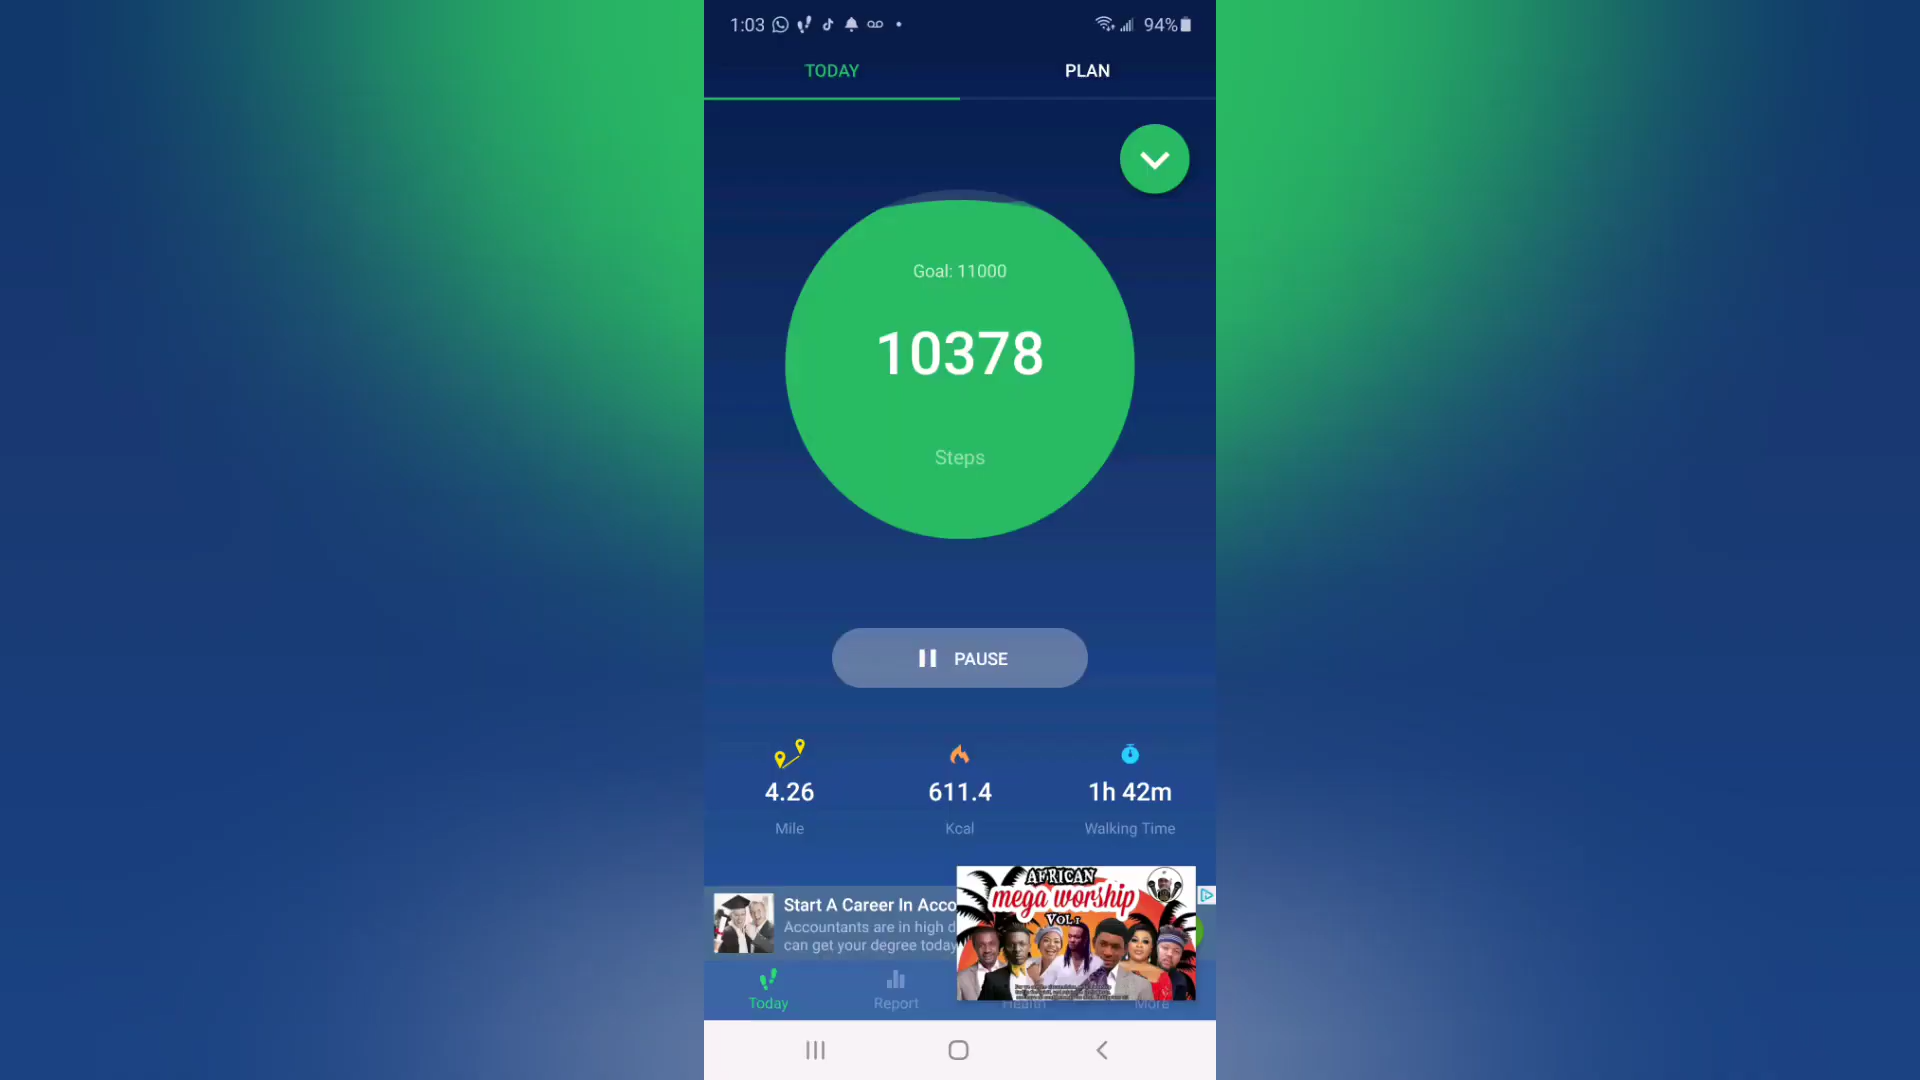 1:03
94%
TODAY
PLAN
Goal: 11000
10378
Steps
PAUSE
4.26
611.4
1h 42m
Mile
Kcal
Walking Time
Start A Career In Acco
Accountants are in high d
can get your degree today
AFRICAN
mega worship
VOL 1
Today
Report
Health
More